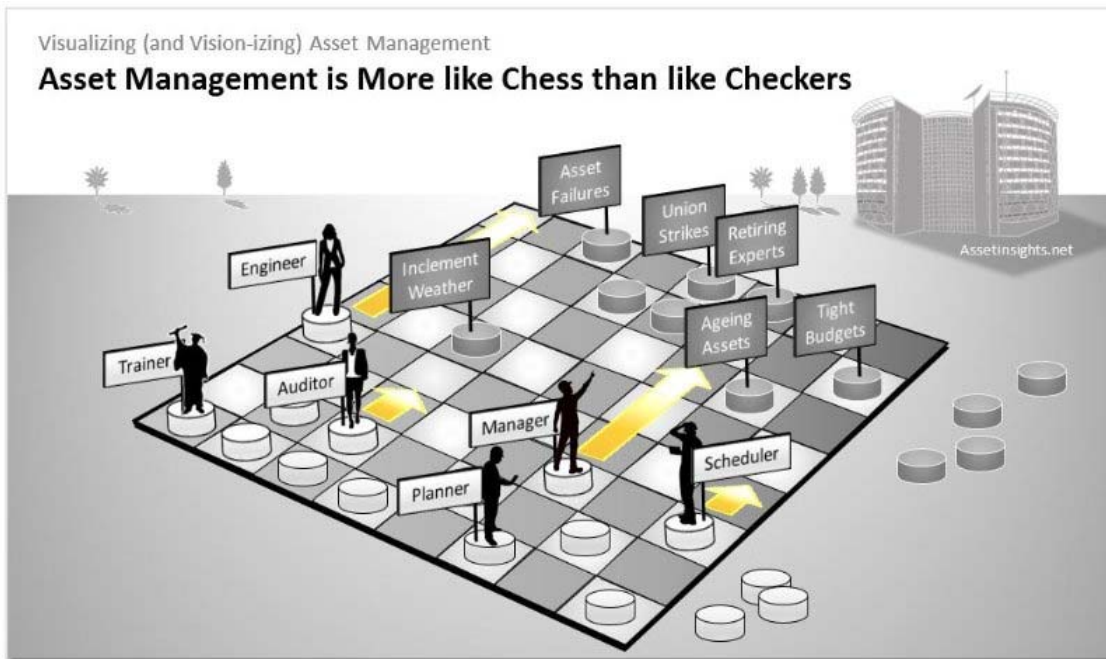 Visualizing (and Vision-izing) Asset Management
Asset Management is More like Chess than like Checkers
Asset
Failures
Union
Strikes
Retiring
Experts
Assetinsights.net
Engineer
Inclement
Weather
Ageing
Assets
Tight
Budgets
Trainer
Auditor
Manager
Scheduler
Planner